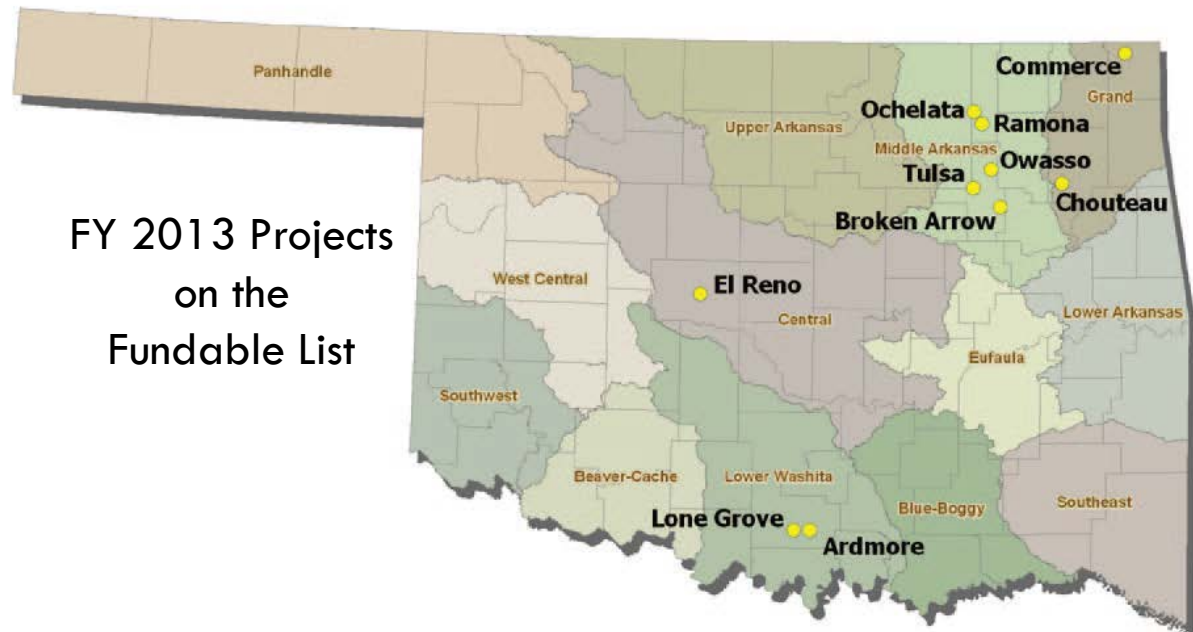 Commerce
Panhandle
Grand
Ochelata
Upper Arkansas
Ramona
Middle Arkansas
Owasso
Tulsa
Chouteau
Broken Arrow
FY 2013 Projects
on the
Fundable List
West Central
El Reno
Central
Lower Arkansas
Eufaula
Southwest
Beaver-Cache
Lower Washita
Blue-Boggy
Southeast
Lone Grove
Ardmore